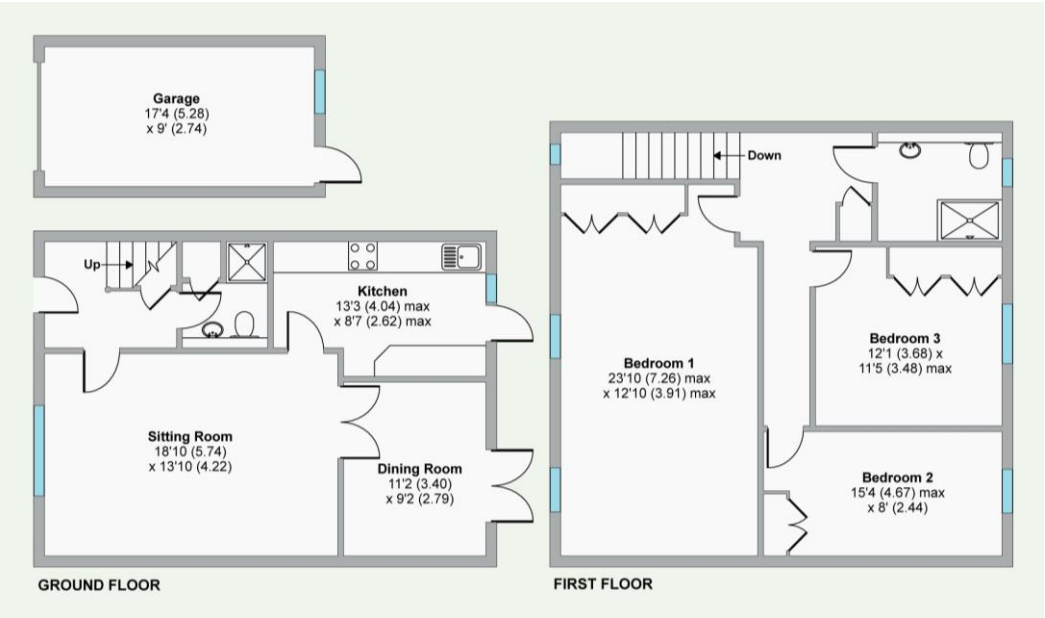 Garage
17'4 (5.28)
x 9' (2.74)
Down
Up
Kitchen
13'3 (4.04) max
x 8'7 (2.62) max
Sitting Room
18'10 (5.74)
x 13'10 (4.22)
Dining Room
11'2 (3.40)
x 9'2 (2.79)
Bedroom 1
23'10 (7.26) max
x 12'10 (3.91) max
Bedroom 3
12'1 (3.68) x
11'5 (3.48) max
Bedroom 2
15'4 (4.67) max
x 8' (2.44)
GROUND FLOOR
FIRST FLOOR